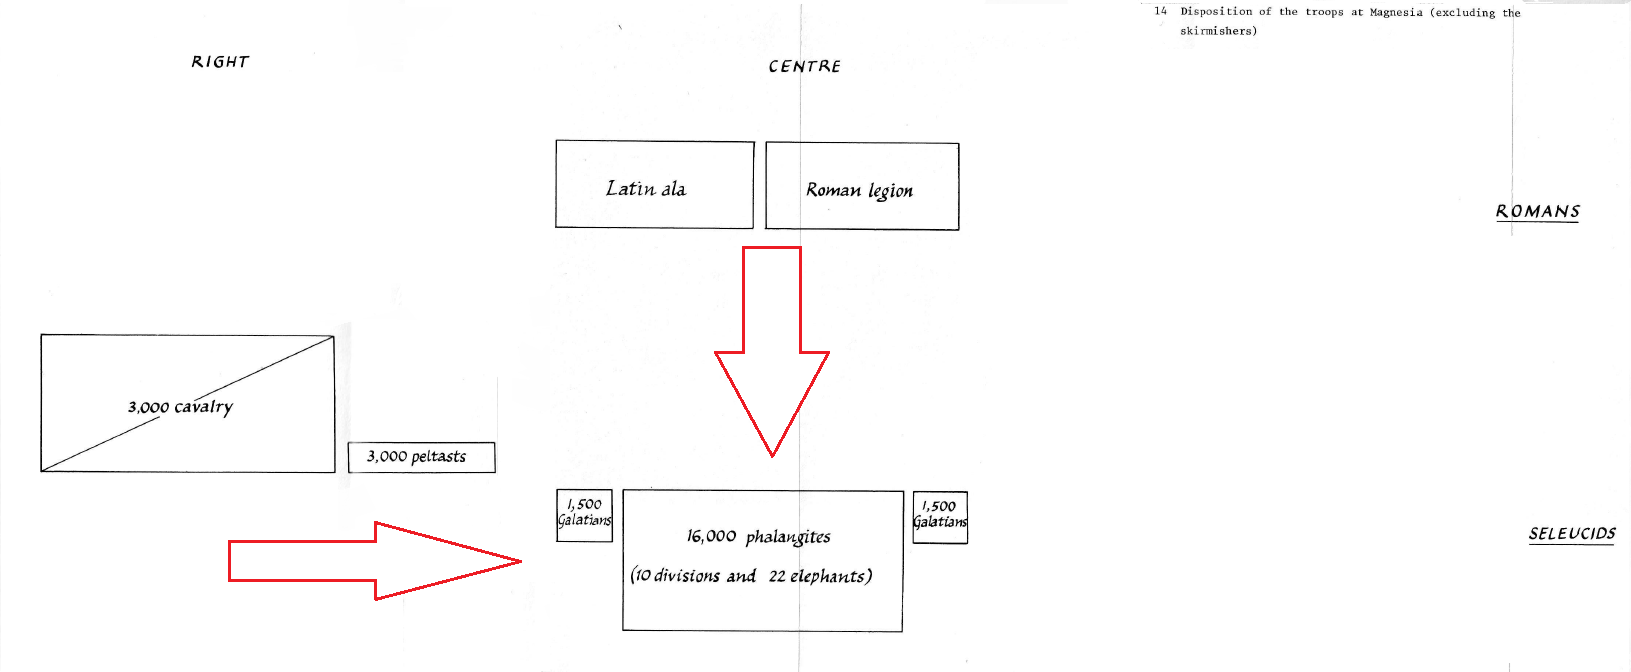 14 Disposition of the troops at Magnesia (excluding the
skirmishers)
RIGHT
CENTRE
Latin ala
Roman legion
ROMANS
3,000 cavalry
3,000 peltasts
1,500
Galatians
16,000 phalangites
(10 divisions and 22 elephants)
1,500
Galatians
SELEUCIDS